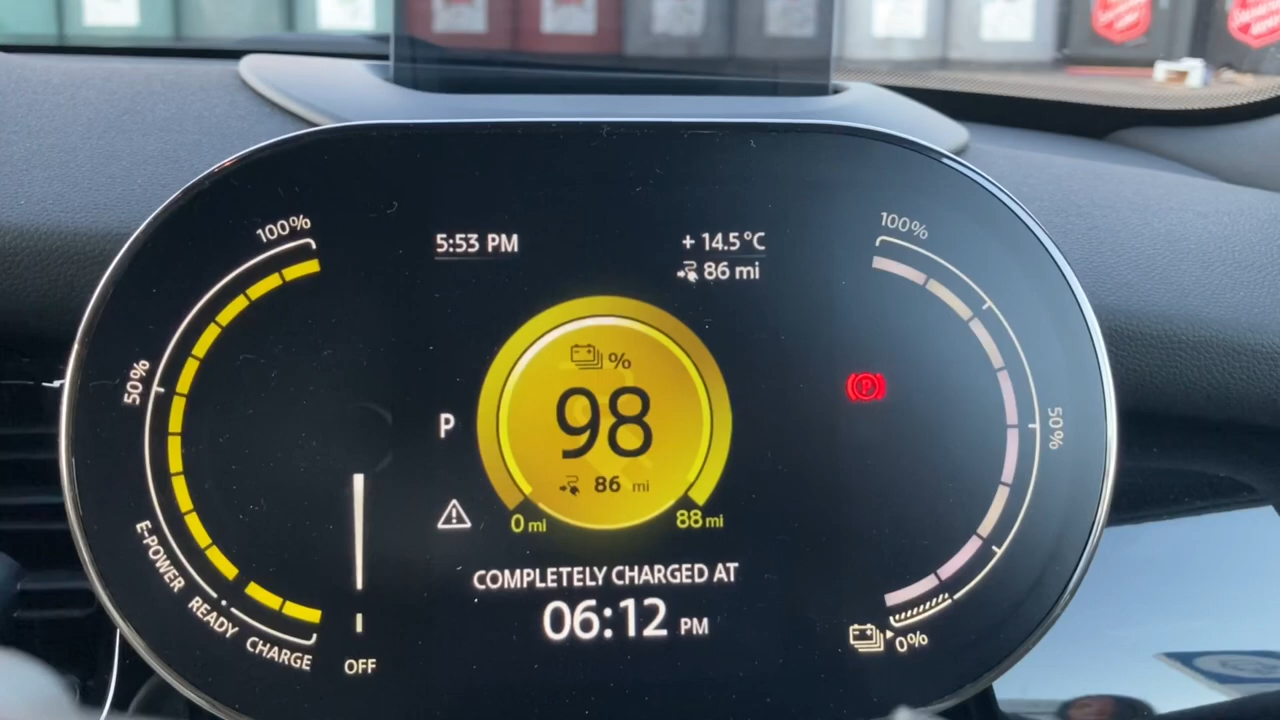 100%
50%
E-POWER READY CHARGE
OFF
5:53 PM
+ 14.5°C
86 mi
P
%
98
86 mi
0 mi
88 mi
COMPLETELY CHARGED AT
06:12 PM
P
100%
50%
0%